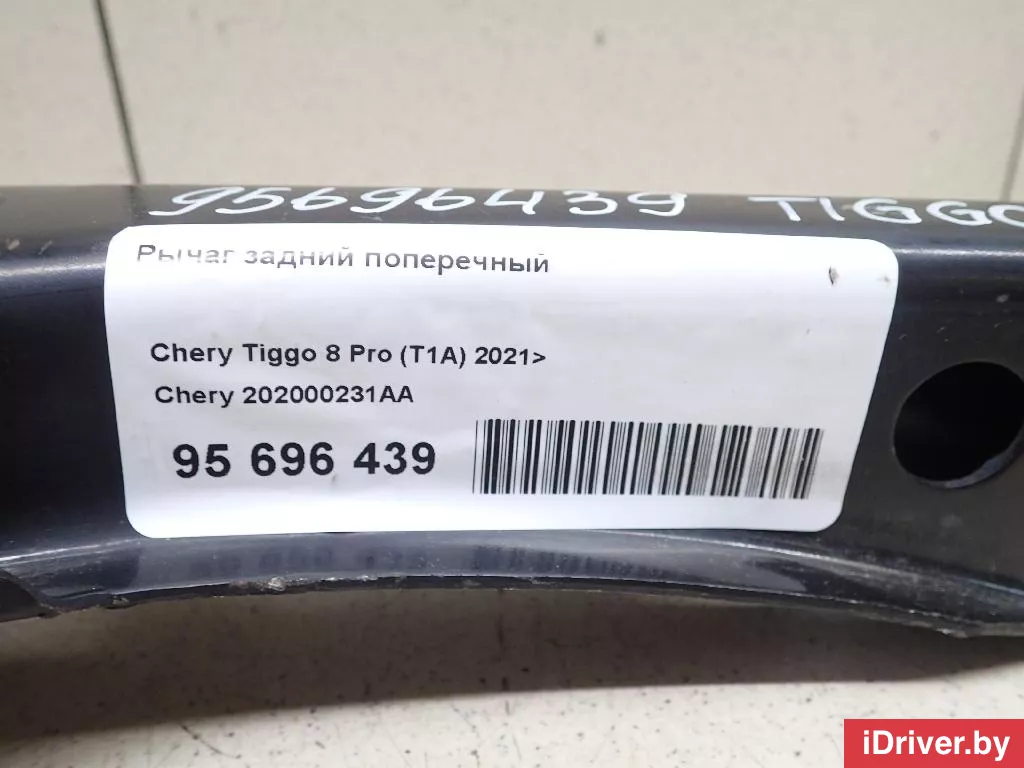 95696439 TIGGO
Рычаг задний поперечный
Chery Tiggo 8 Pro (T1A) 2021>
Chery 202000231AA
95 696 439
iDriver.by